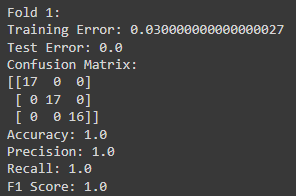 Fold 1:
Training Error: 0.030000000000000027
Test Error: 0.0
Confusion Matrix:
[[17  0  0]
 [ 0 17  0]
 [ 0  0 16]]
Accuracy: 1.0
Precision: 1.0
Recall: 1.0
F1 Score: 1.0